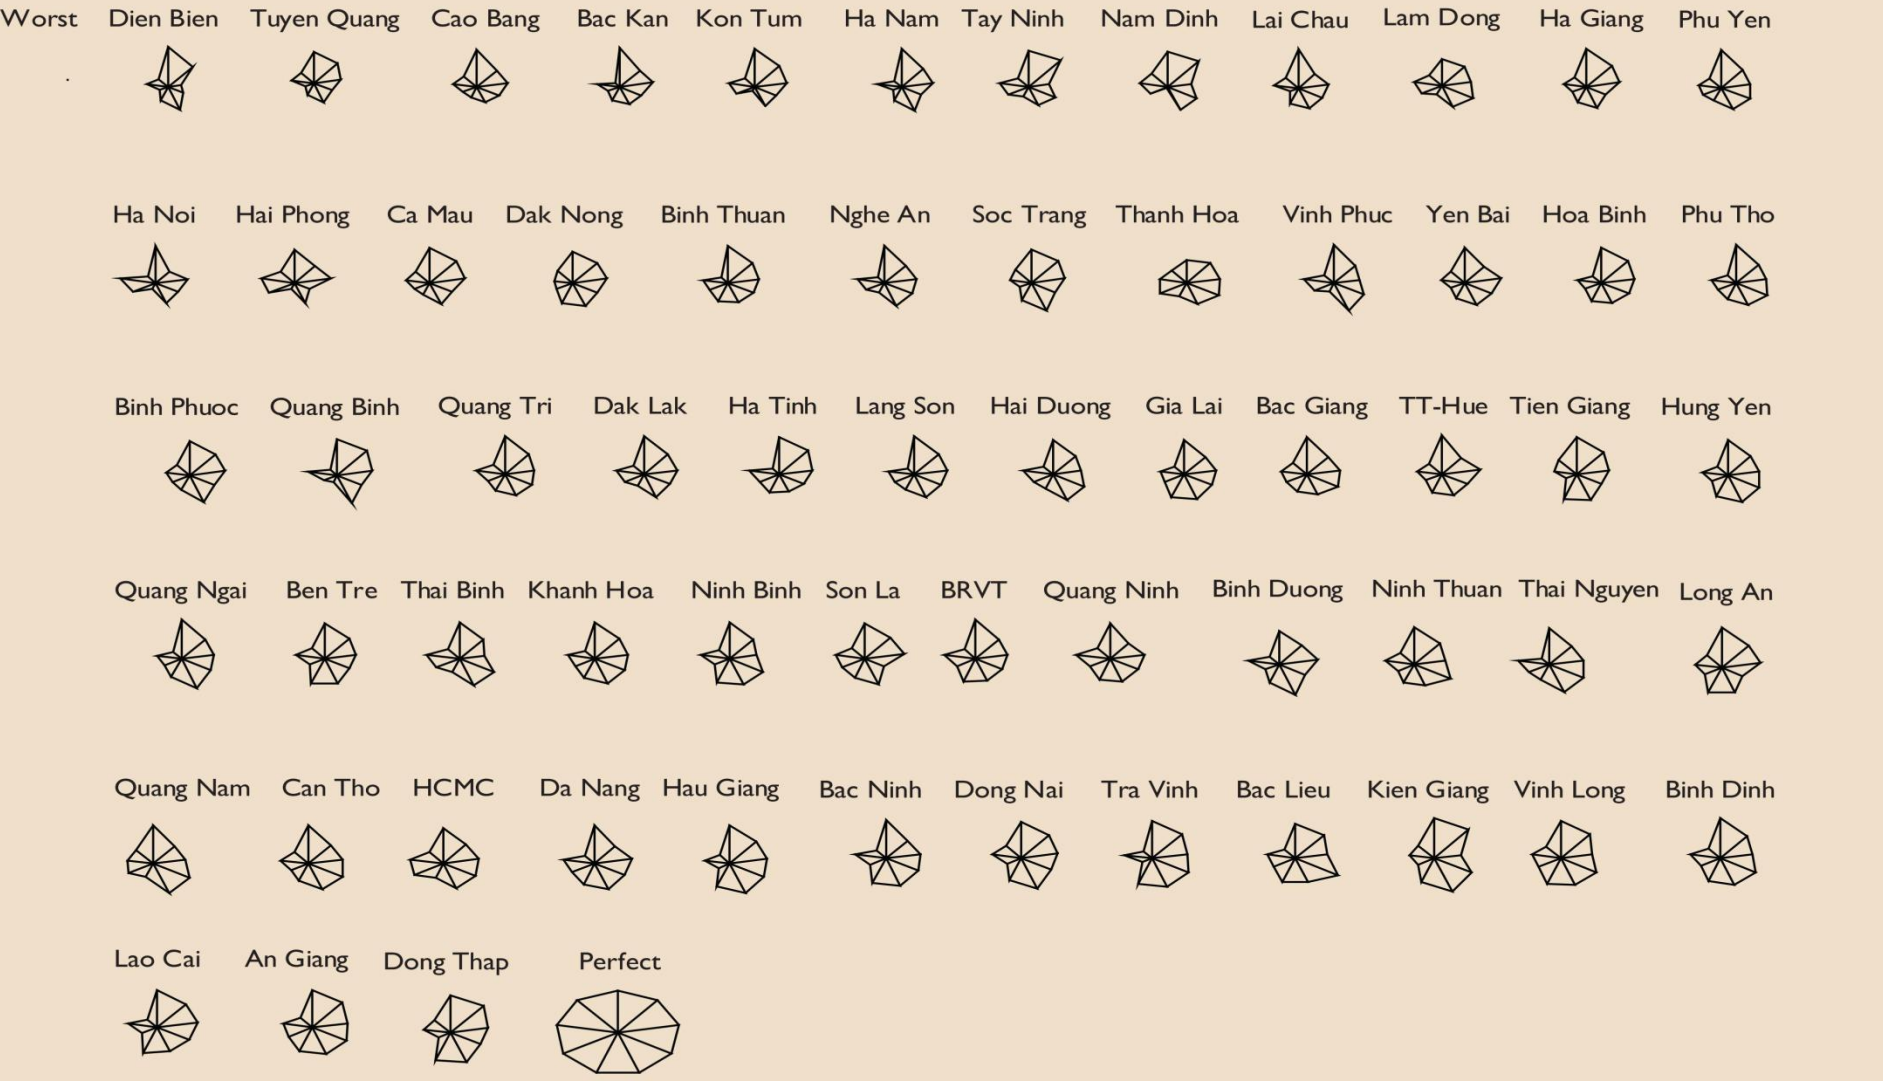 Worst Dien Bien Tuyen Quang Cao Bang Bac Kan Kon Tum Ha Nam Tay Ninh Nam Dinh Lai Chau Lam Dong Ha Giang Phu Yen
Ha Noi Hai Phong Ca Mau Dak Nong Binh Thuan Nghe An Soc Trang Thanh Hoa Vinh Phuc Yen Bai Hoa Binh Phu Tho
Binh Phuoc Quang Binh Quang Tri Dak Lak Ha Tinh Lang Son Hai Duong Gia Lai Bac Giang TT-Hue Tien Giang Hung Yen
Quang Ngai Ben Tre Thai Binh Khanh Hoa Ninh Binh Son La BRVT Quang Ninh Binh Duong Ninh Thuan Thai Nguyen Long An
Quang Nam Can Tho HCMC Da Nang Hau Giang Bac Ninh Dong Nai Tra Vinh Bac Lieu Kien Giang Vinh Long Binh Dinh
Lao Cai An Giang Dong Thap Perfect